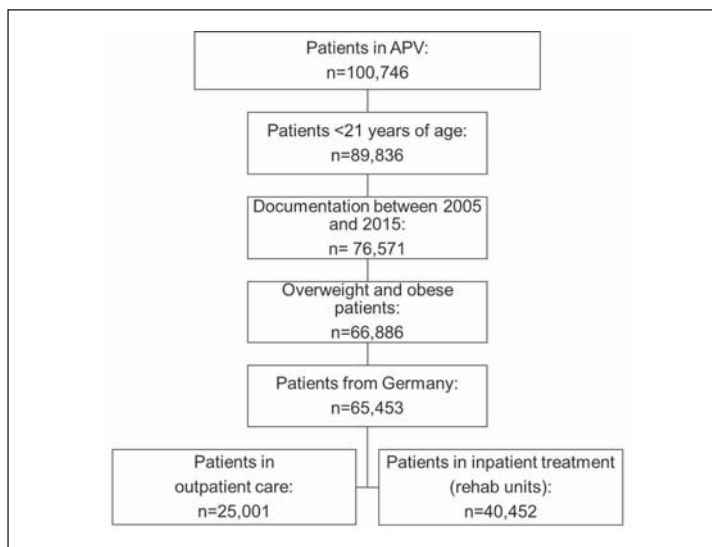 Patients in APV:
n=100,746
Patients <21 years of age:
n=89,836
Documentation between 2005
and 2015:
n= 76,571
Overweight and obese
patients:
n=66,886
Patients from Germany:
n=65,453
Patients in
outpatient care:
n=25,001
Patients in inpatient treatment
(rehab units):
n=40,452